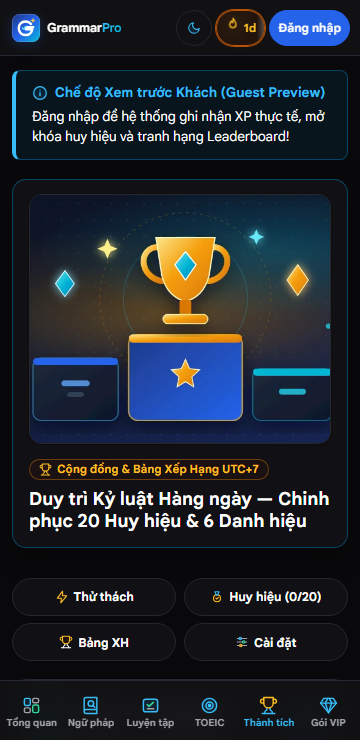 GrammarPro
1d
Đăng nhập
Chế độ Xem trước Khách (Guest Preview)
Đăng nhập để hệ thống ghi nhận XP thực tế, mở
khóa huy hiệu và tranh hạng Leaderboard!
Cộng đồng & Bảng Xếp Hạng UTC+7
Duy trì Kỷ luật Hàng ngày — Chinh
phục 20 Huy hiệu & 6 Danh hiệu
Thử thách
Huy hiệu (0/20)
Bảng XH
Cài đặt
Tổng quan
Ngữ pháp
Luyện tập
TOEIC
Thành tích
Gói VIP